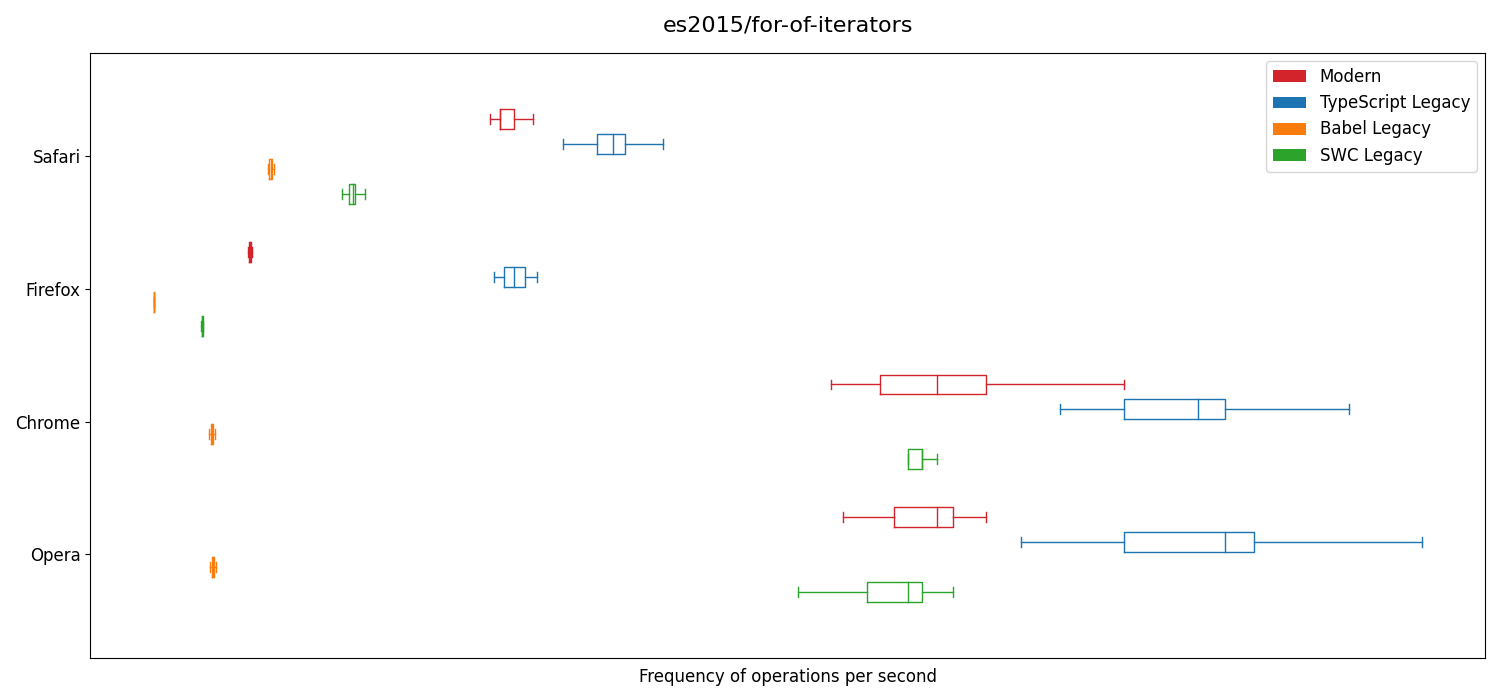 es2015/for-of-iterators
Modern
TypeScript Legacy
Babel Legacy
SWC Legacy
Safari
Firefox
Chrome
Opera
Frequency of operations per second